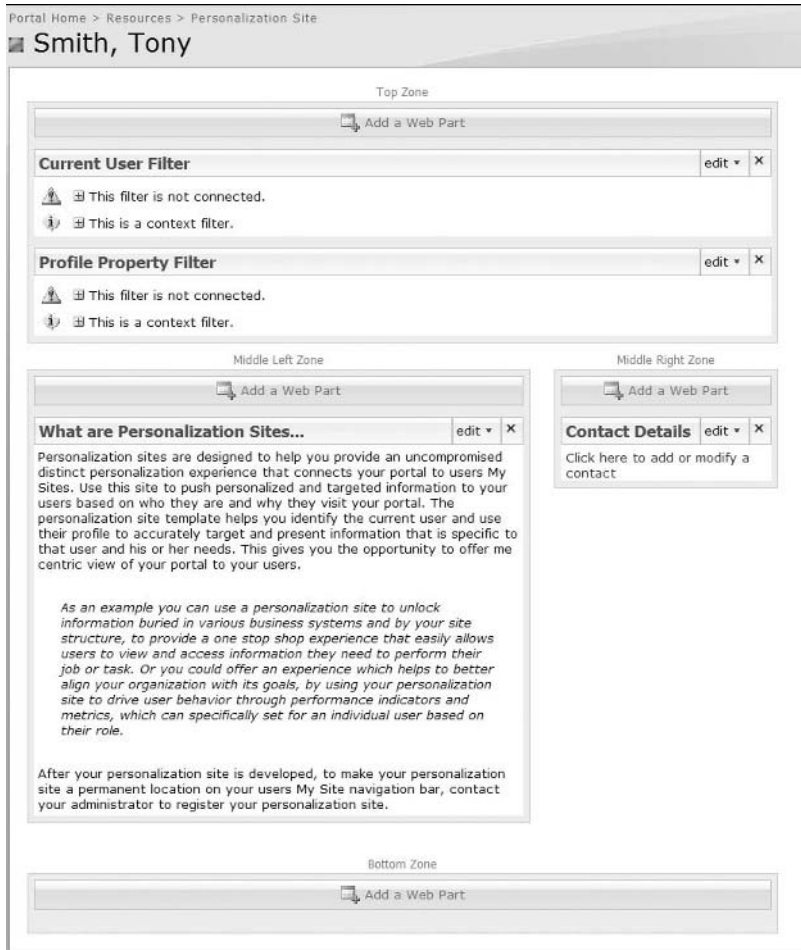 Portal Home > Resources > Personalization Site
Smith, Tony
Top Zone
Add a Web Part
Current User Filter edit
This filter is not connected.
This is a context filter.
Profile Property Filter edit
This filter is not connected.
This is a context filter.
Middle Left Zone
Add a Web Part
What are Personalization Sites... edit
Personalization sites are designed to help you provide an uncompromised
distinct personalization experience that connects your portal to users My
Sites. Use this site to push personalized and targeted information to your
users based on who they are and why they visit your portal. The
personalization site template helps you identify the current user and use
their profile to accurately target and present information that is specific to
that user and his or her needs. This gives you the opportunity to offer me
centric view of your portal to your users.
As an example you can use a personalization site to unlock
information buried in various business systems and by your site
structure, to provide a one stop shop experience that easily allows
users to view and access information they need to perform their
job or task. Or you could offer an experience which helps to better
align your organization with its goals, by using your personalization
site to drive user behavior through performance indicators and
metrics, which can specifically set for an individual user based on
their role.
After your personalization site is developed, to make your personalization
site a permanent location on your users My Site navigation bar, contact
your administrator to register your personalization site.
Middle Right Zone
Add a Web Part
Contact Details edit
Click here to add or modify a
contact
Bottom Zone
Add a Web Part